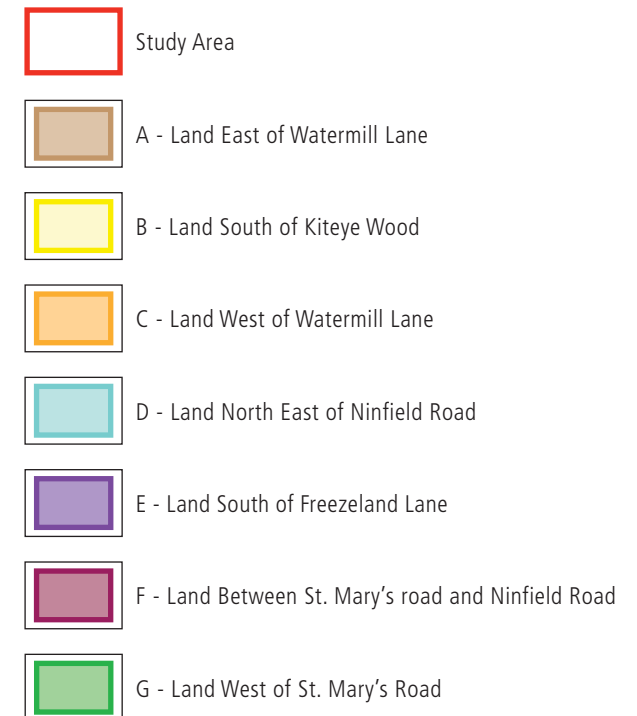 Study Area
A - Land East of Watermill Lane
B - Land South of Kiteye Wood
C - Land West of Watermill Lane
D - Land North East of Ninfield Road
E - Land South of Freezeland Lane
F - Land Between St. Mary’s road and Ninfield Road
G - Land West of St. Mary’s Road